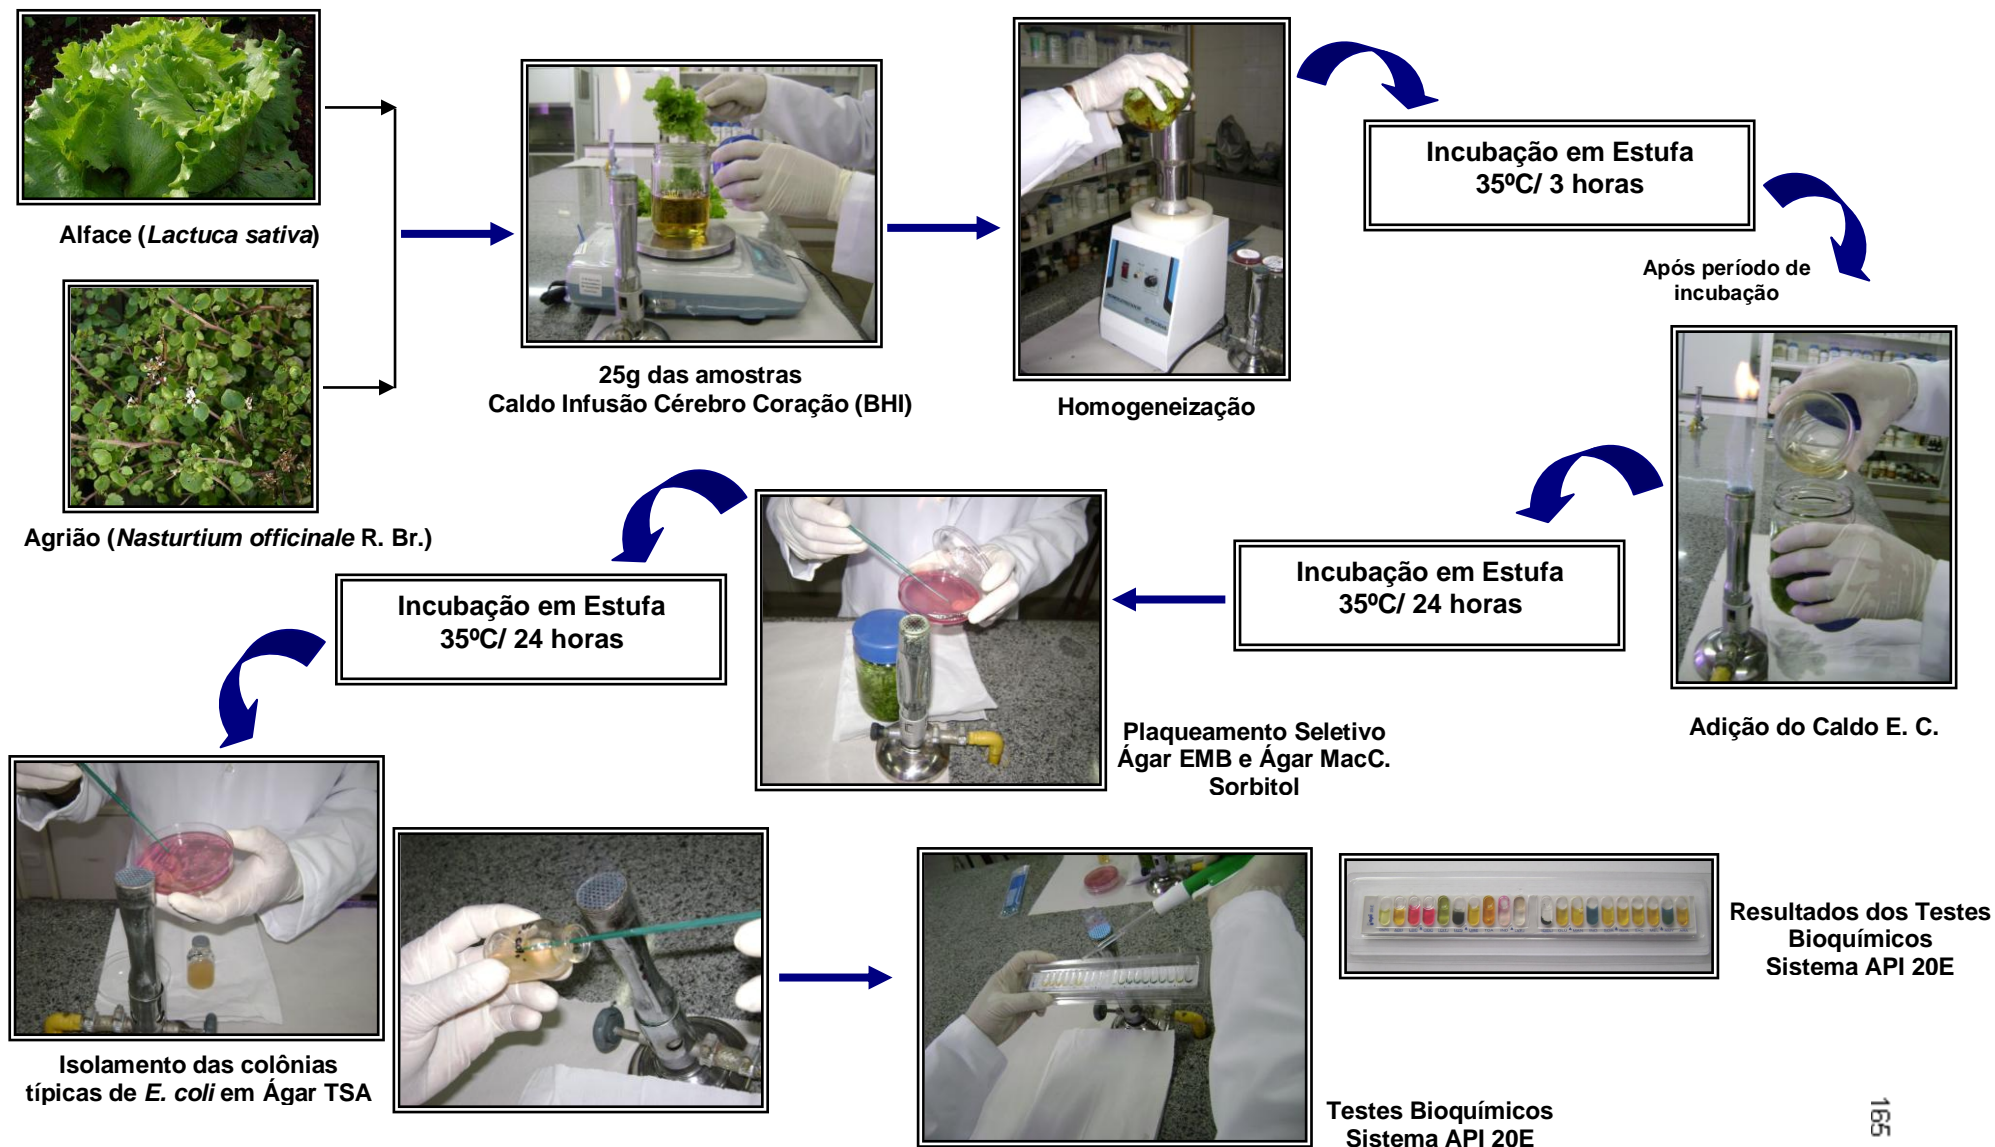 Alface (Lactuca sativa)
Agrião (Nasturtium officinale R. Br.)
25g das amostras
Caldo Infusão Cérebro Coração (BHI)
Homogeneização
Incubação em Estufa
35ºC/ 3 horas
Após período de
incubação
Adição do Caldo E. C.
Incubação em Estufa
35ºC/ 24 horas
Plaqueamento Seletivo
Ágar EMB e Ágar MacC.
Sorbitol
Incubação em Estufa
35ºC/ 24 horas
Isolamento das colônias
típicas de E. coli em Ágar TSA
Testes Bioquímicos
Sistema API 20E
Resultados dos Testes
Bioquímicos
Sistema API 20E
165